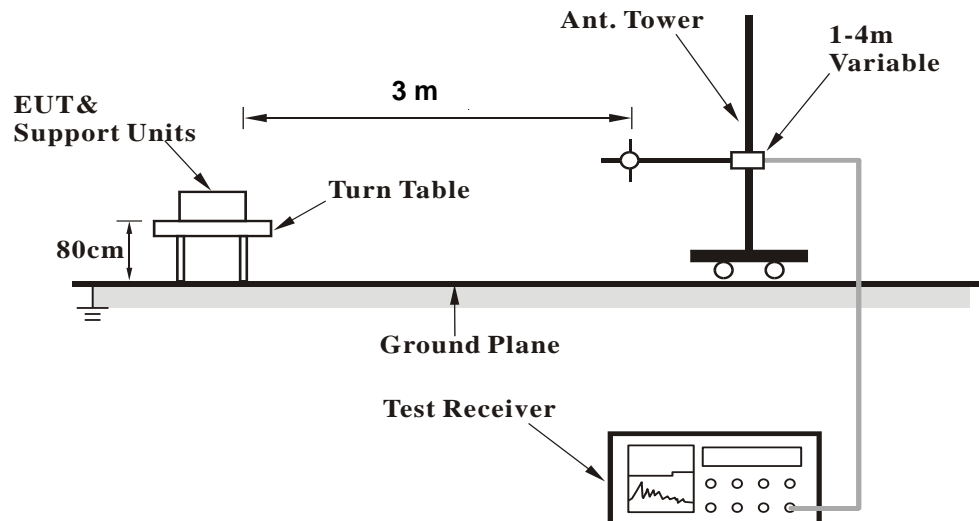 Ant. Tower
1-4m
Variable
3 m
EUT&
Support Units
Turn Table
80cm
Ground Plane
Test Receiver